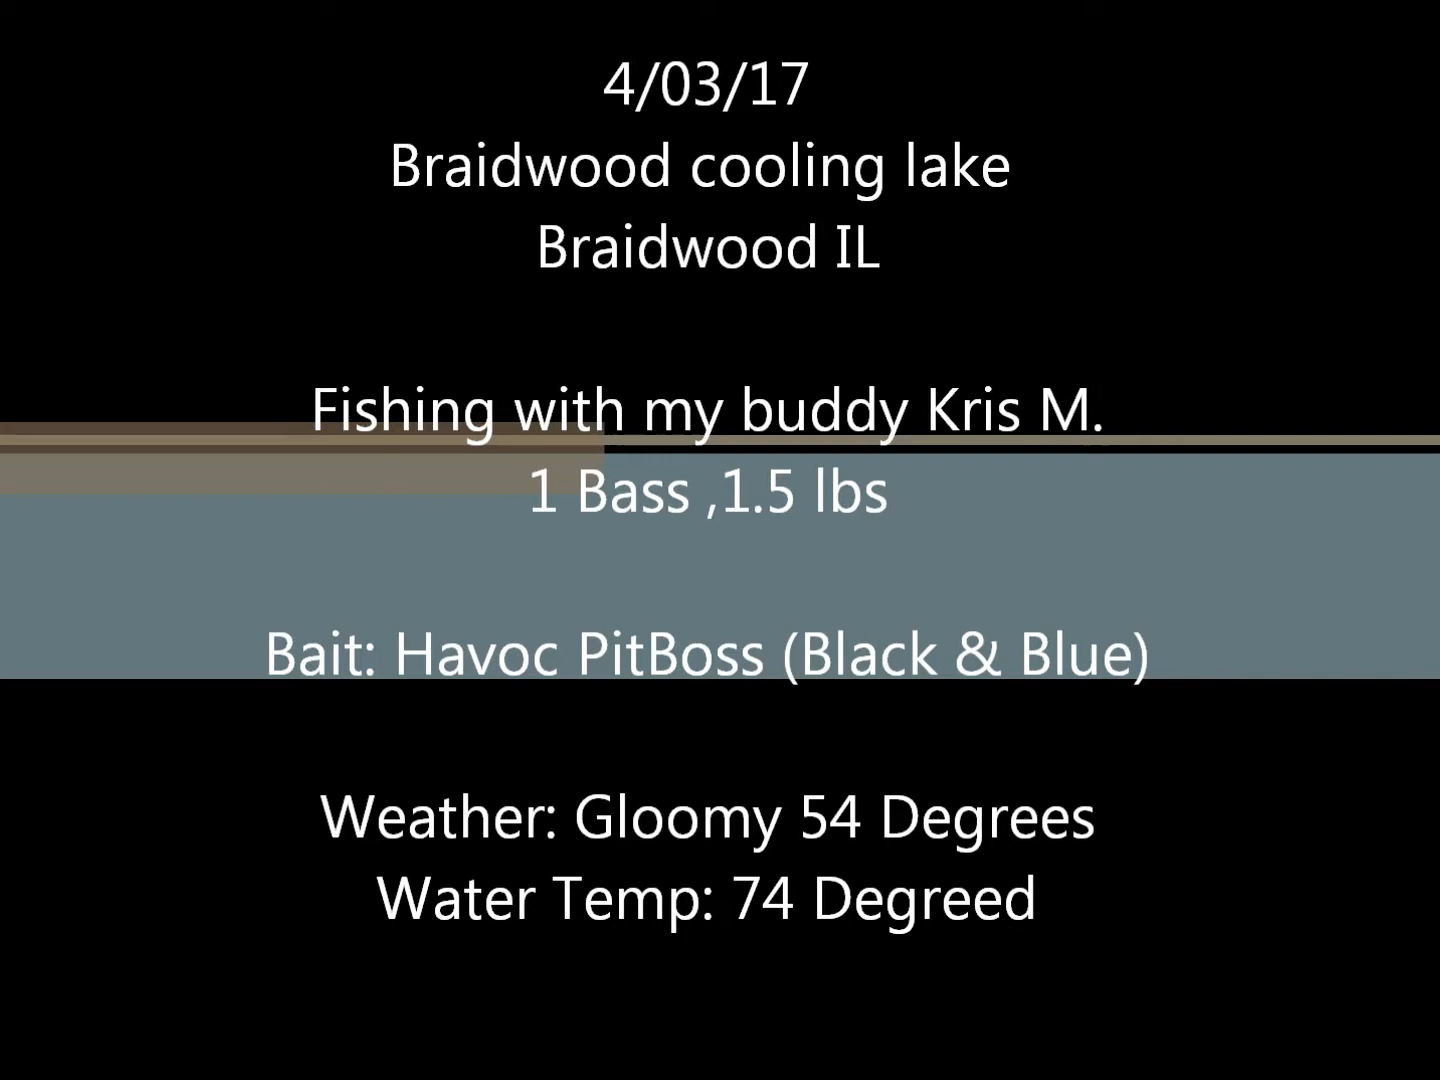 4/03/17
Braidwood cooling lake
Braidwood IL
Fishing with my buddy Kris M.
1 Bass ,1.5 lbs
Bait: Havoc PitBoss (Black & Blue)
Weather: Gloomy 54 Degrees
Water Temp: 74 Degreed